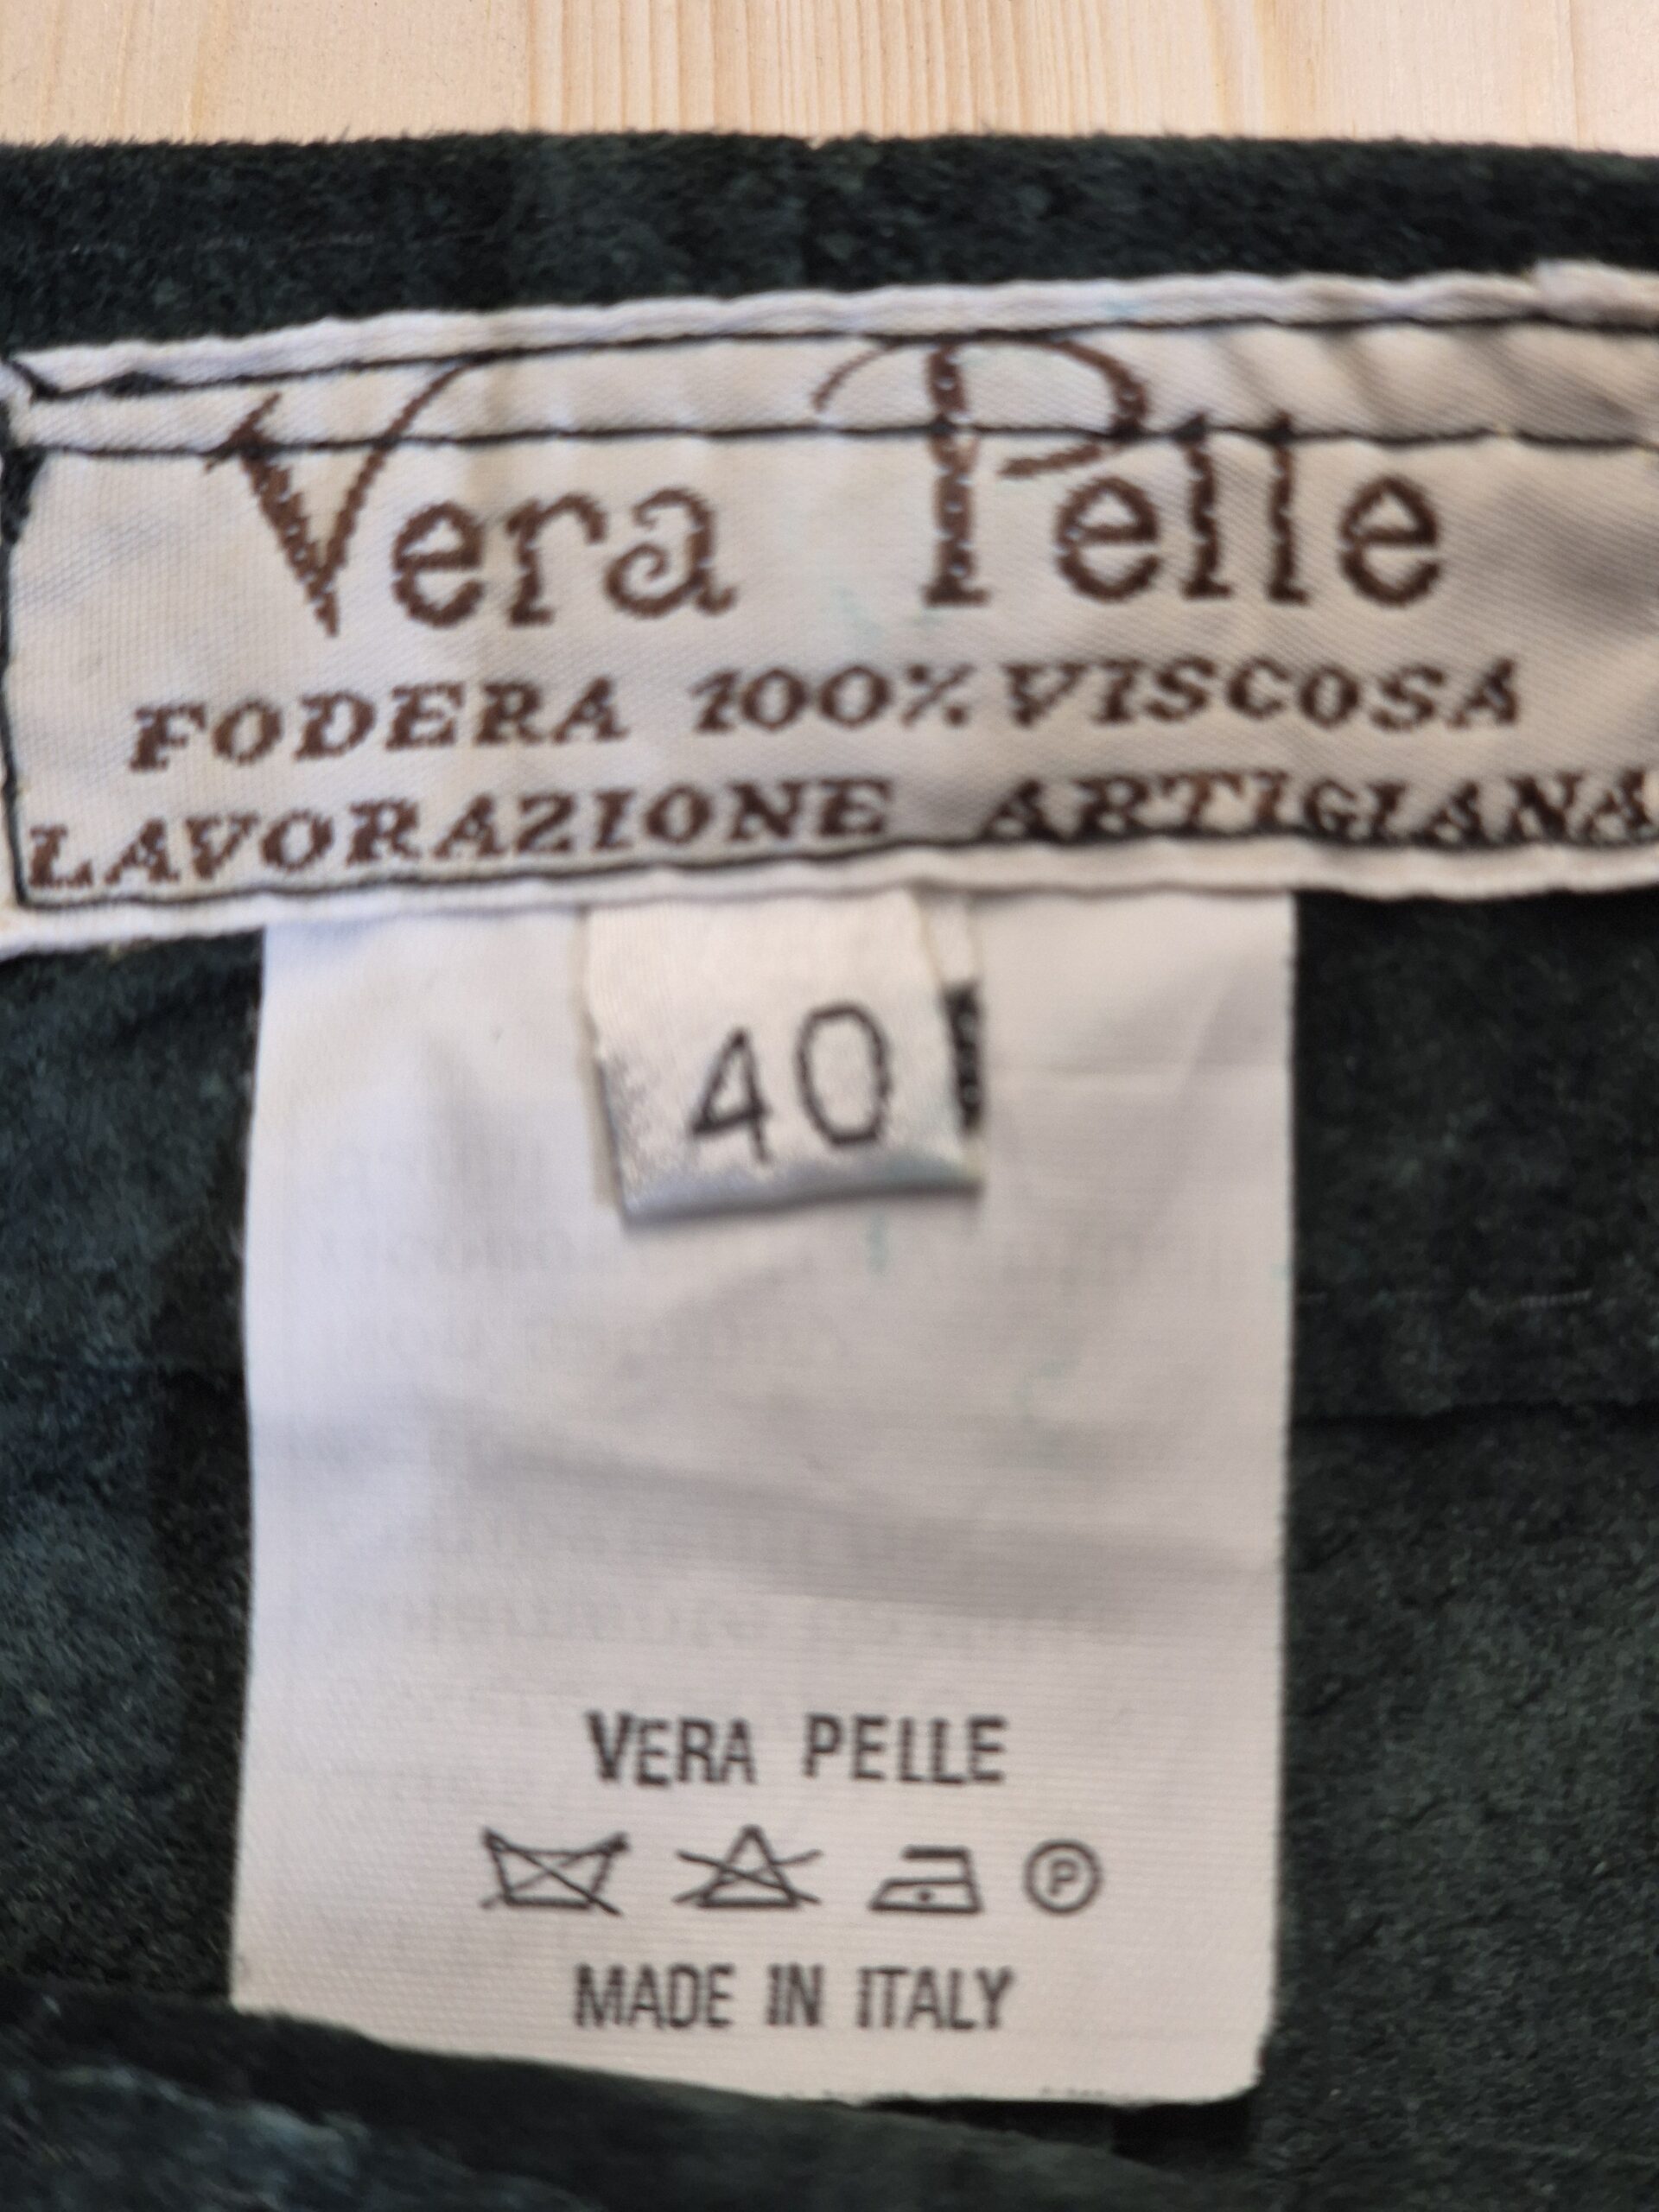 Vera Pelle
FODERA 100% VISCOSA
LAVORAZIONE ARTIGIANA
40
VERA PELLE
P
MADE IN ITALY